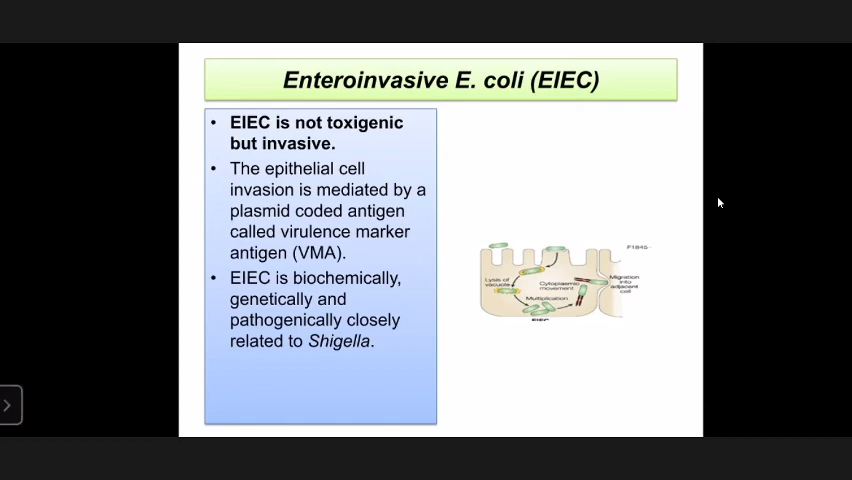 Enteroinvasive E. coli (EIEC)
• EIEC is not toxigenic
but invasive.
• The epithelial cell
invasion is mediated by a
plasmid coded antigen
called virulence marker
antigen (VMA).
• EIEC is biochemically,
genetically and
pathogenically closely
related to Shigella.
F1845
Lysis of
vacuole
Cytoplasmic
movement
Multiplication
Migration
into
adjacent
cell
EIEC